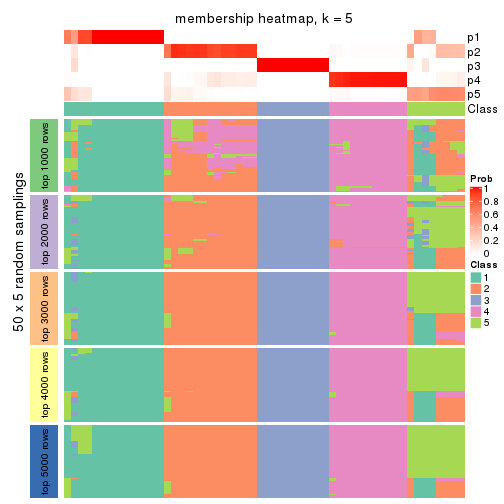 membership heatmap, k = 5
p1
p2
p3
p4
p5
Class
50 x 5 random samplings
top 1000 rows
top 2000 rows
top 3000 rows
top 4000 rows
top 5000 rows
Prob
1
0.8
0.6
0.4
0.2
0
Class
1
2
3
4
5